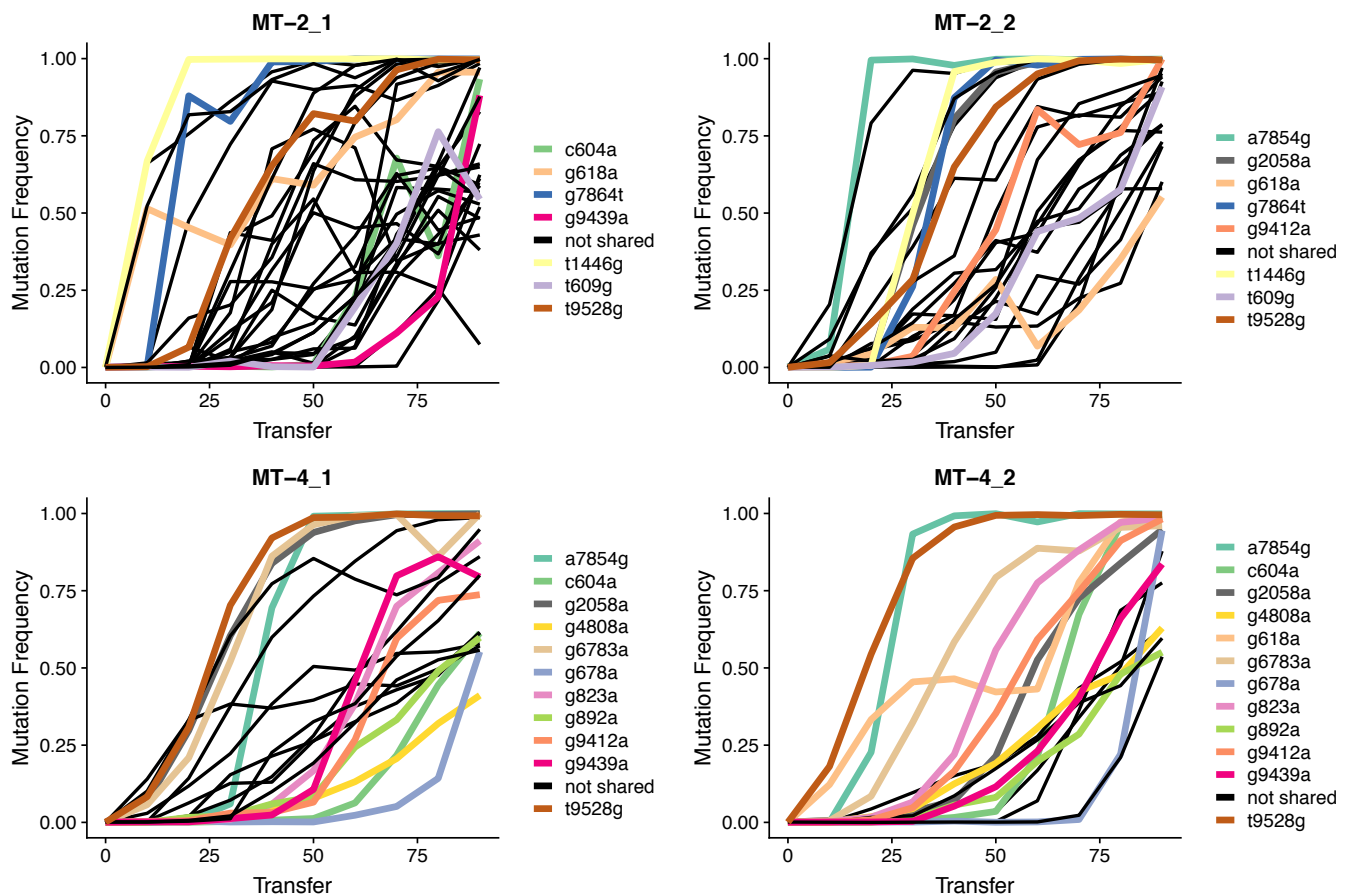 MT−2_1
Mutation Frequency
1.00
0.75
0.50
0.25
0.00
0
25
50
75
Transfer
c604a
g618a
g7864t
g9439a
not shared
t1446g
t609g
t9528g
MT−2_2
Mutation Frequency
1.00
0.75
0.50
0.25
0.00
0
25
50
75
Transfer
a7854g
g2058a
g618a
g7864t
g9412a
not shared
t1446g
t609g
t9528g
MT−4_1
Mutation Frequency
1.00
0.75
0.50
0.25
0.00
0
25
50
75
Transfer
a7854g
c604a
g2058a
g4808a
g6783a
g678a
g823a
g892a
g9412a
g9439a
not shared
t9528g
MT−4_2
Mutation Frequency
1.00
0.75
0.50
0.25
0.00
0
25
50
75
Transfer
a7854g
c604a
g2058a
g4808a
g618a
g6783a
g678a
g823a
g892a
g9412a
g9439a
not shared
t9528g